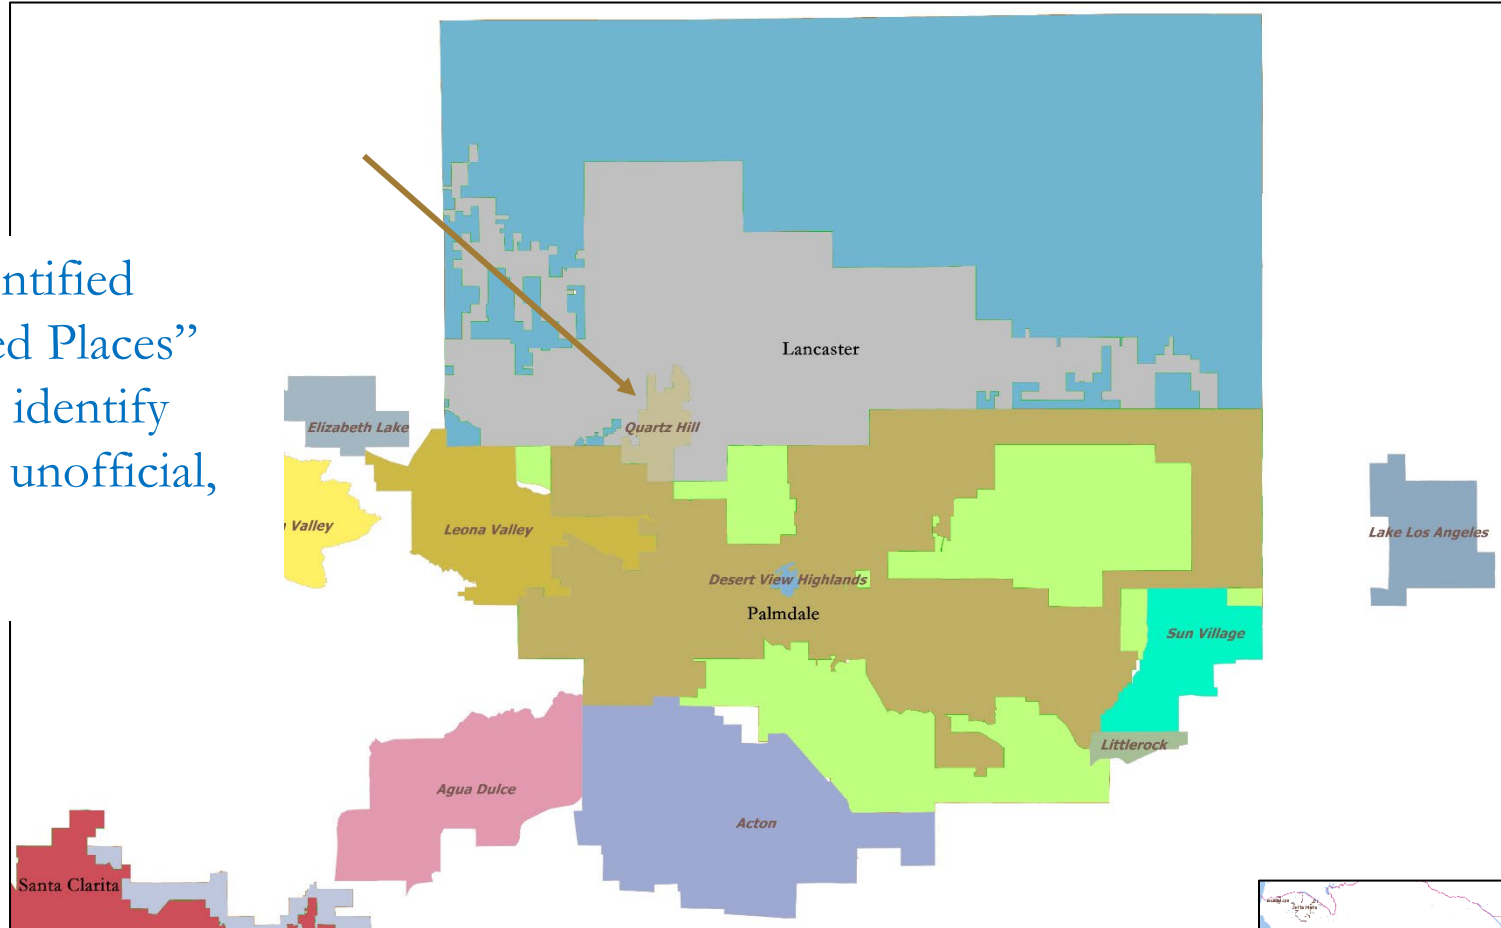 ntified
ed Places”
identify
unofficial,
Lancaster
Elizabeth Lake
Quartz Hill
Valley
Leona Valley
Lake Los Angeles
Desert View Highlands
Palmdale
Sun Village
Littlerock
Agua Dulce
Acton
Santa Clarita